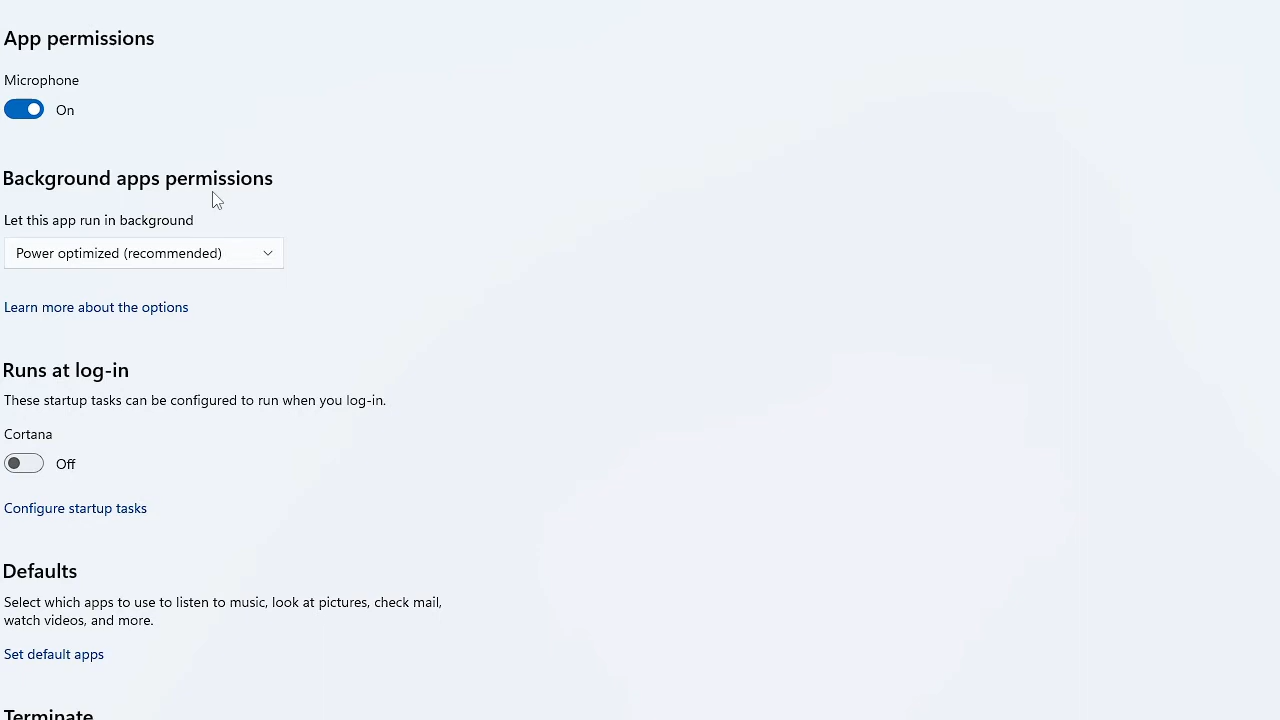 App permissions
Microphone
On
Background apps permissions
Let this app run in background
Power optimized (recommended)
Learn more about the options
Runs at log-in
These startup tasks can be configured to run when you log-in.
Cortana
Off
Configure startup tasks
Defaults
Select which apps to use to listen to music, look at pictures, check mail,
watch videos, and more.
Set default apps
Terminate